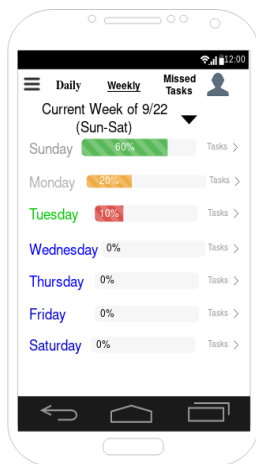 12:00
Daily Weekly Missed
Tasks
Current Week of 9/22
(Sun-Sat)
Sunday 60% Tasks
Monday 20% Tasks
Tuesday 10% Tasks
Wednesday 0% Tasks
Thursday 0% Tasks
Friday 0% Tasks
Saturday 0% Tasks